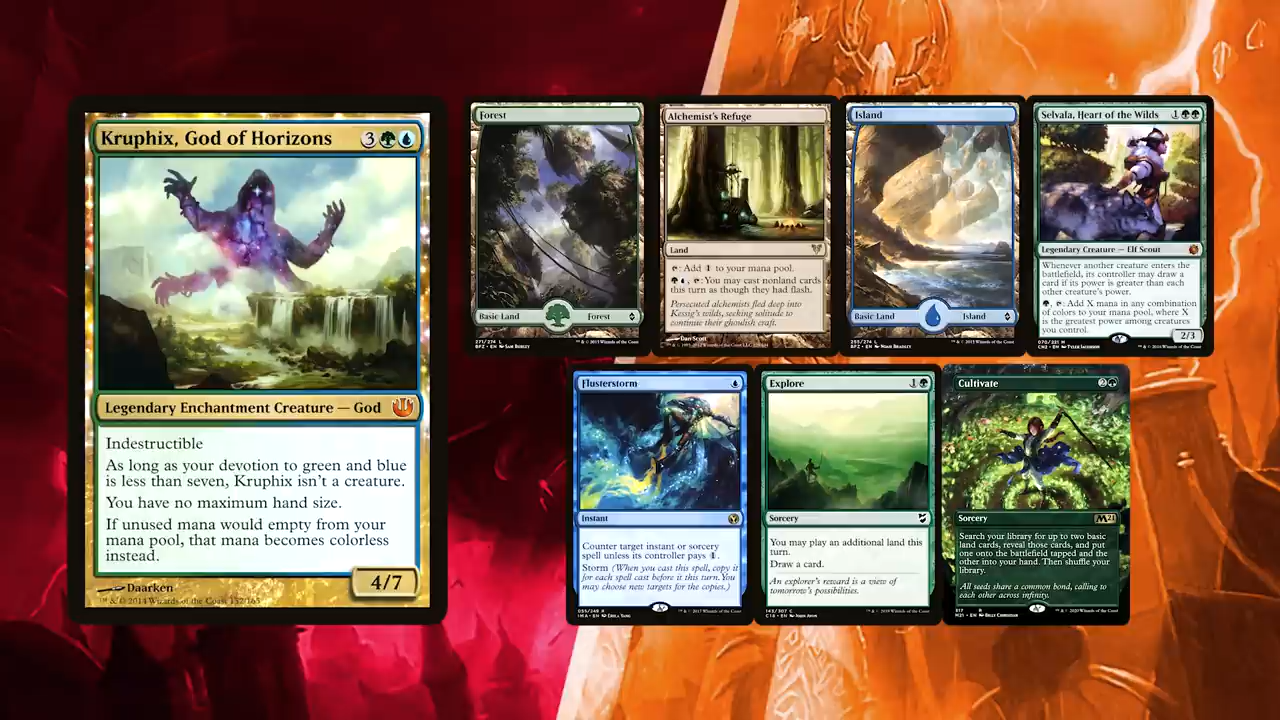 Kruphix, God of Horizons
3
Legendary Enchantment Creature — God
Indestructible
As long as your devotion to green and blue
is less than seven, Kruphix isn't a creature.
You have no maximum hand size.
If unused mana would empty from your
mana pool, that mana becomes colorless
instead.
4/7
Daarken
Forest
Basic Land
Forest
271/274 L
Alchemist's Refuge
Land
: Add 1 to your mana pool.
, : You may cast nonland cards
this turn as though they had flash.
Persecuted alchemists fled deep into
Kessig's wilds, seeking solitude to
continue their ghoulish craft.
Dan Scott
Island
Basic Land
Island
Selvala, Heart of the Wilds
1
Legendary Creature — Elf Scout
Whenever another creature enters the
battlefield, its controller may draw a
card if its power is greater than each
other creature's power.
, : Add X mana in any combination
of colors to your mana pool, where X
is the greatest power among creatures
you control.
2/3
Flusterstorm
Instant
Counter target instant or sorcery
spell unless its controller pays 1.
Storm (When you cast this spell, copy it
for each spell cast before it this turn. You
may choose new targets for the copies.)
Explore
1
Sorcery
You may play an additional land this
turn.
Draw a card.
An explorer's reward is a view of
tomorrow's possibilities.
Cultivate
2
Sorcery
M21
Search your library for up to two basic
land cards, reveal those cards, and put
one onto the battlefield tapped and the
other into your hand. Then shuffle your
library.
All seeds share a common bond, calling to
each other across infinity.